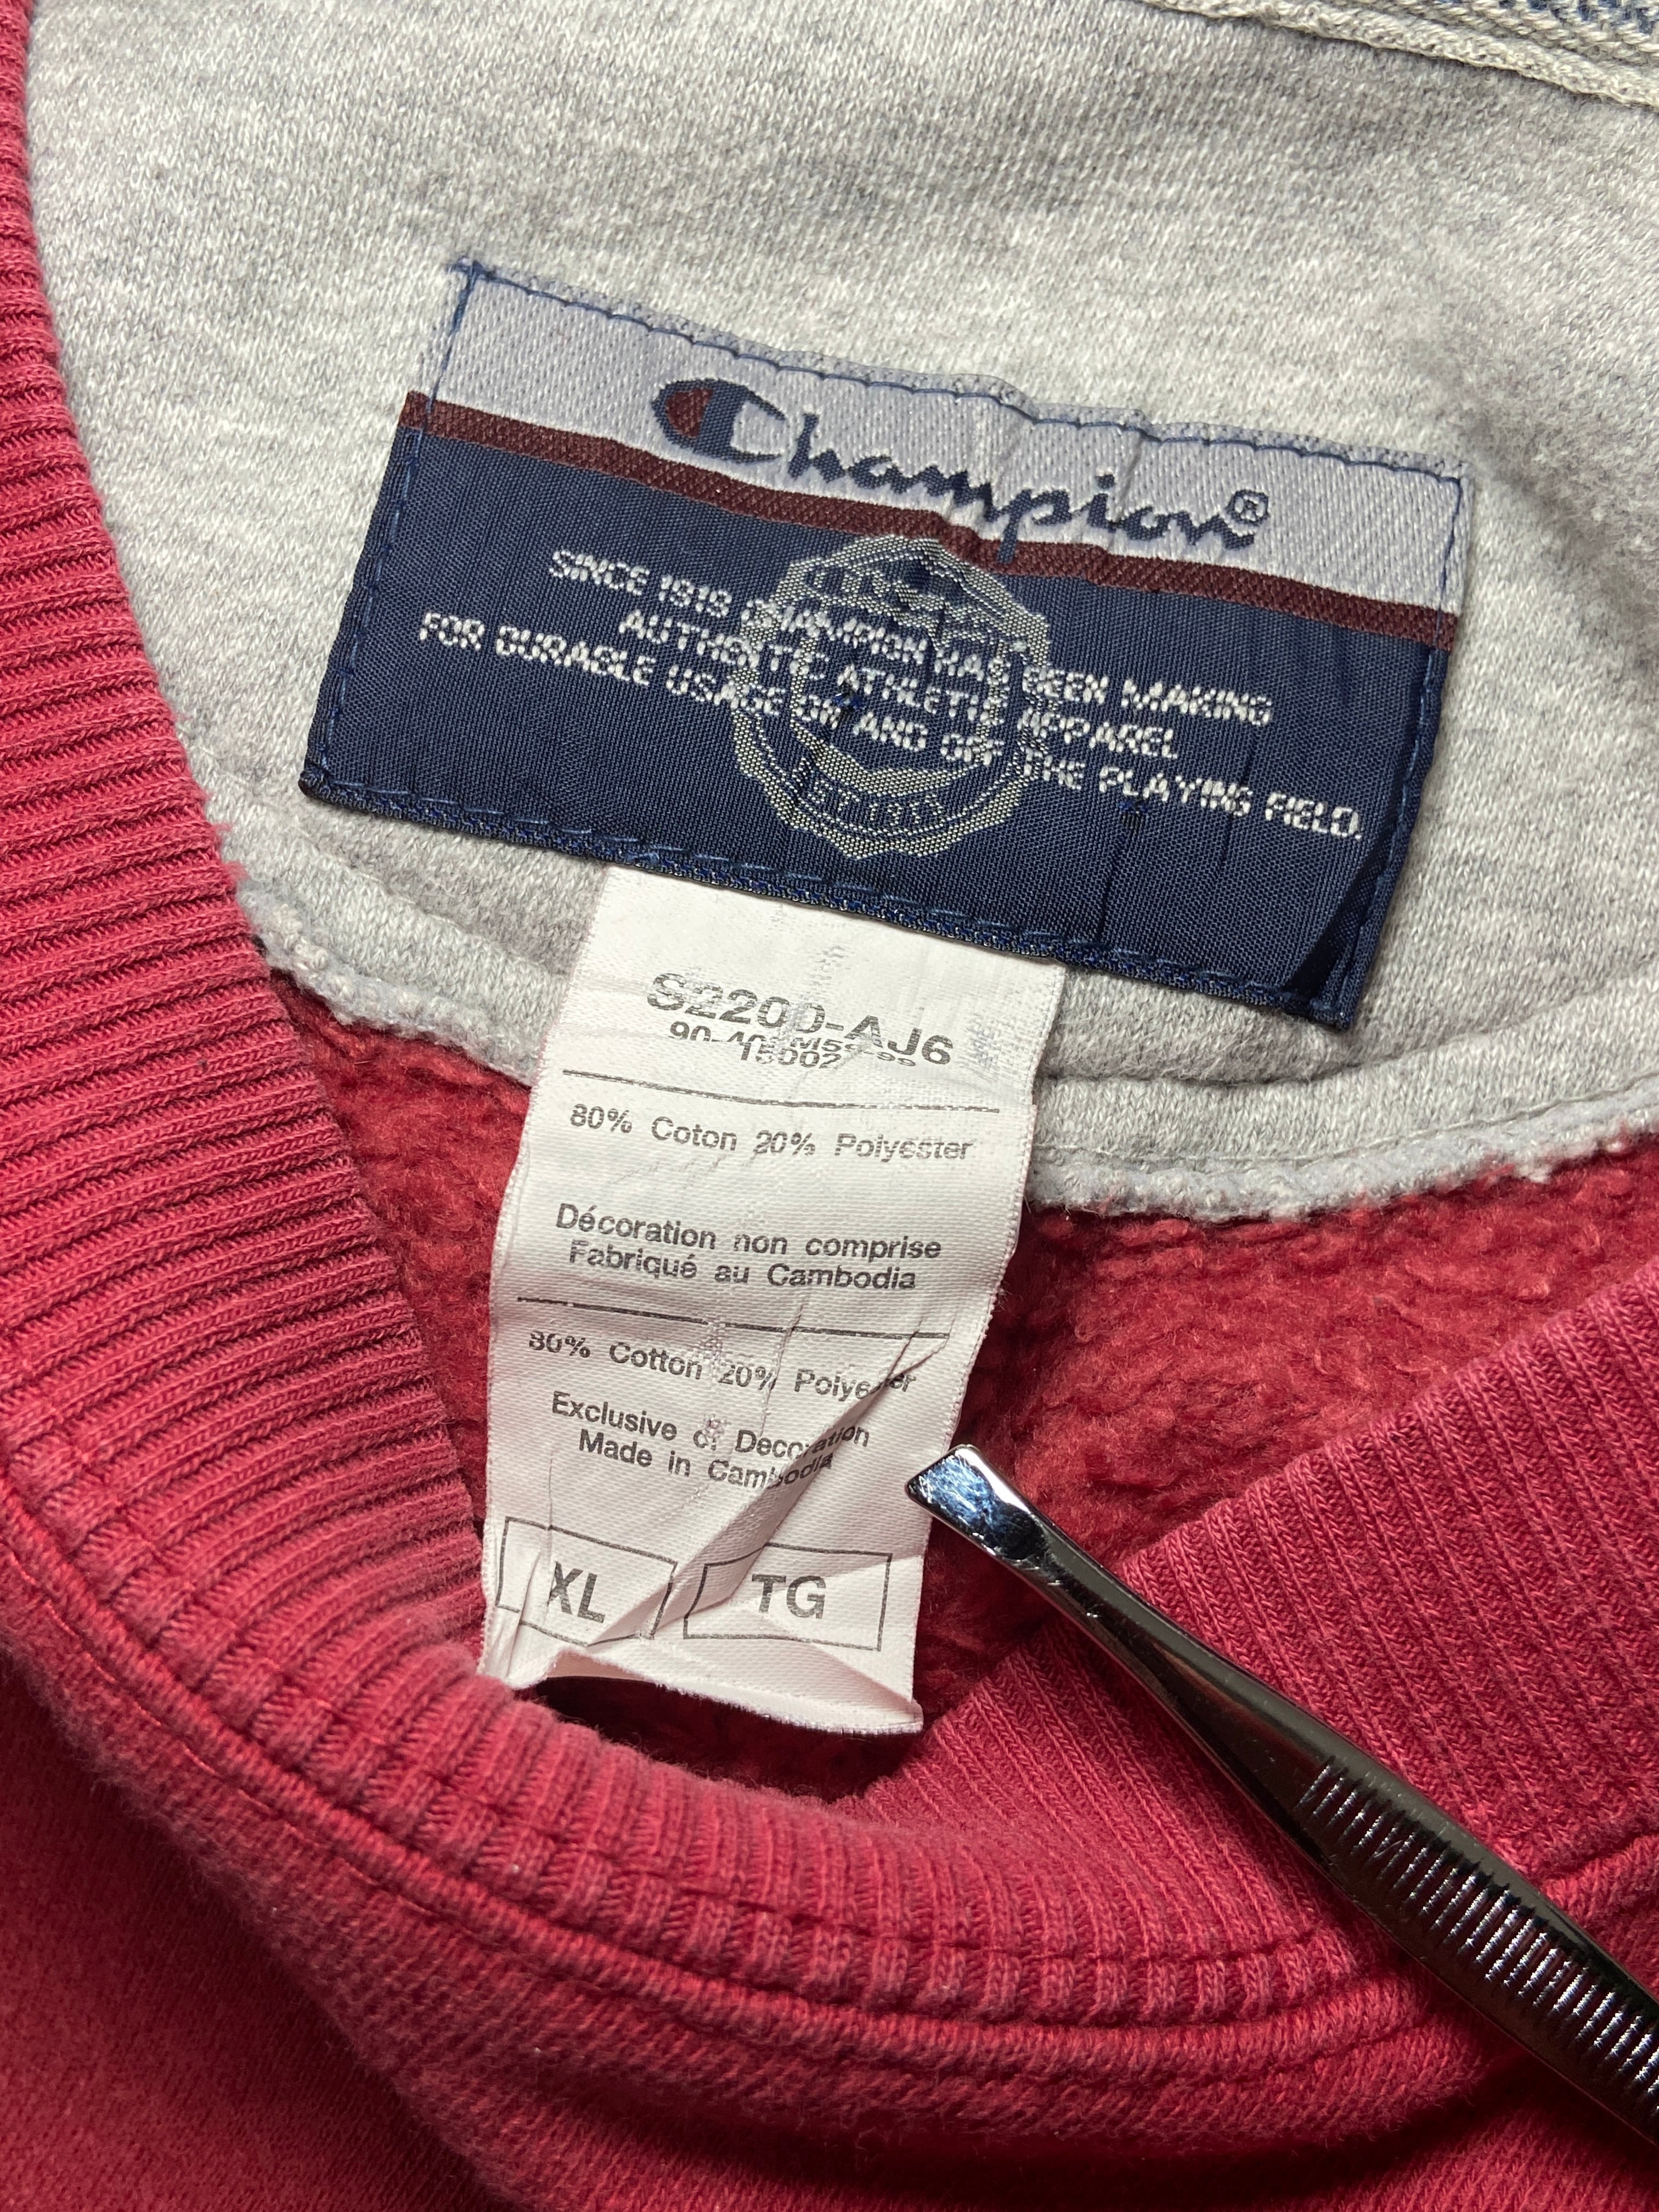 Champion®
SINCE 1919 CHAMPION HAS BEEN MAKING
AUTHENTIC ATHLETIC APPAREL
FOR DURABLE USAGE ON AND OFF THE PLAYING FIELD.
EST. 1919
S2200-AJ6
80% Coton 20% Polyester
Décoration non comprise
Fabriqué au Cambodia
80% Cotton 20% Polyester
Exclusive of Decoration
Made in Cambodia
XL TG